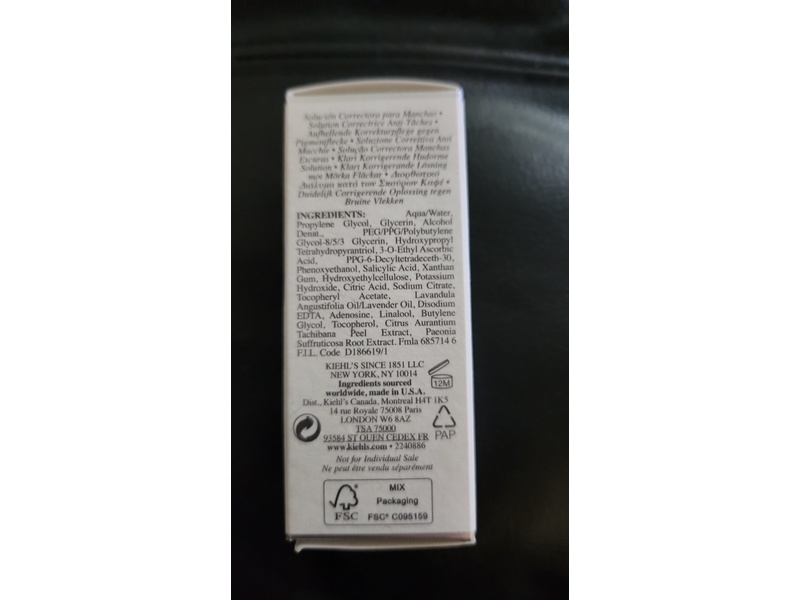 Solución Correctora para Manchas •
Solution Correctrice Anti-Tâches •
Aufhellende Korrekturpflege gegen
Pigmentflecke • Soluzione Correttiva Anti
Macchie • Solução Correctora Manchas
Escuras • Klart Korrigerende Hudorme
Solution • Klart Korrigerande Lösning
mot Mörka Fläckar • Διορθωτικό
Διάλυμα κατά των Σκούρων Καφέ •
Duidelijk Corrigerende Oplossing tegen
Bruine Vlekken
INGREDIENTS: Aqua/Water,
Propylene Glycol, Glycerin, Alcohol
Denat., PEG/PPG/Polybutylene
Glycol-8/5/3 Glycerin, Hydroxypropyl
Tetrahydropyrantriol, 3-O-Ethyl Ascorbic
Acid, PPG-6-Decyltetradeceth-30,
Phenoxyethanol, Salicylic Acid, Xanthan
Gum, Hydroxyethylcellulose, Potassium
Hydroxide, Citric Acid, Sodium Citrate,
Tocopheryl Acetate, Lavandula
Angustifolia Oil/Lavender Oil, Disodium
EDTA, Adenosine, Linalool, Butylene
Glycol, Tocopherol, Citrus Aurantium
Tachibana Peel Extract, Paeonia
Suffruticosa Root Extract. Fmla 685714 6
F.I.L. Code D186619/1
KIEHL'S SINCE 1851 LLC
NEW YORK, NY 10014
Ingredients sourced
worldwide, made in U.S.A.
12M
Dist., Kiehl's Canada, Montreal H4T 1K5
14 rue Royale 75008 Paris
LONDON W6 8AZ
TSA 75000
93584 ST OUEN CEDEX FR
www.kiehls.com • 2240886
PAP
Not for Individual Sale
Ne peut être vendu séparément
FSC
MIX
Packaging
FSC® C095159